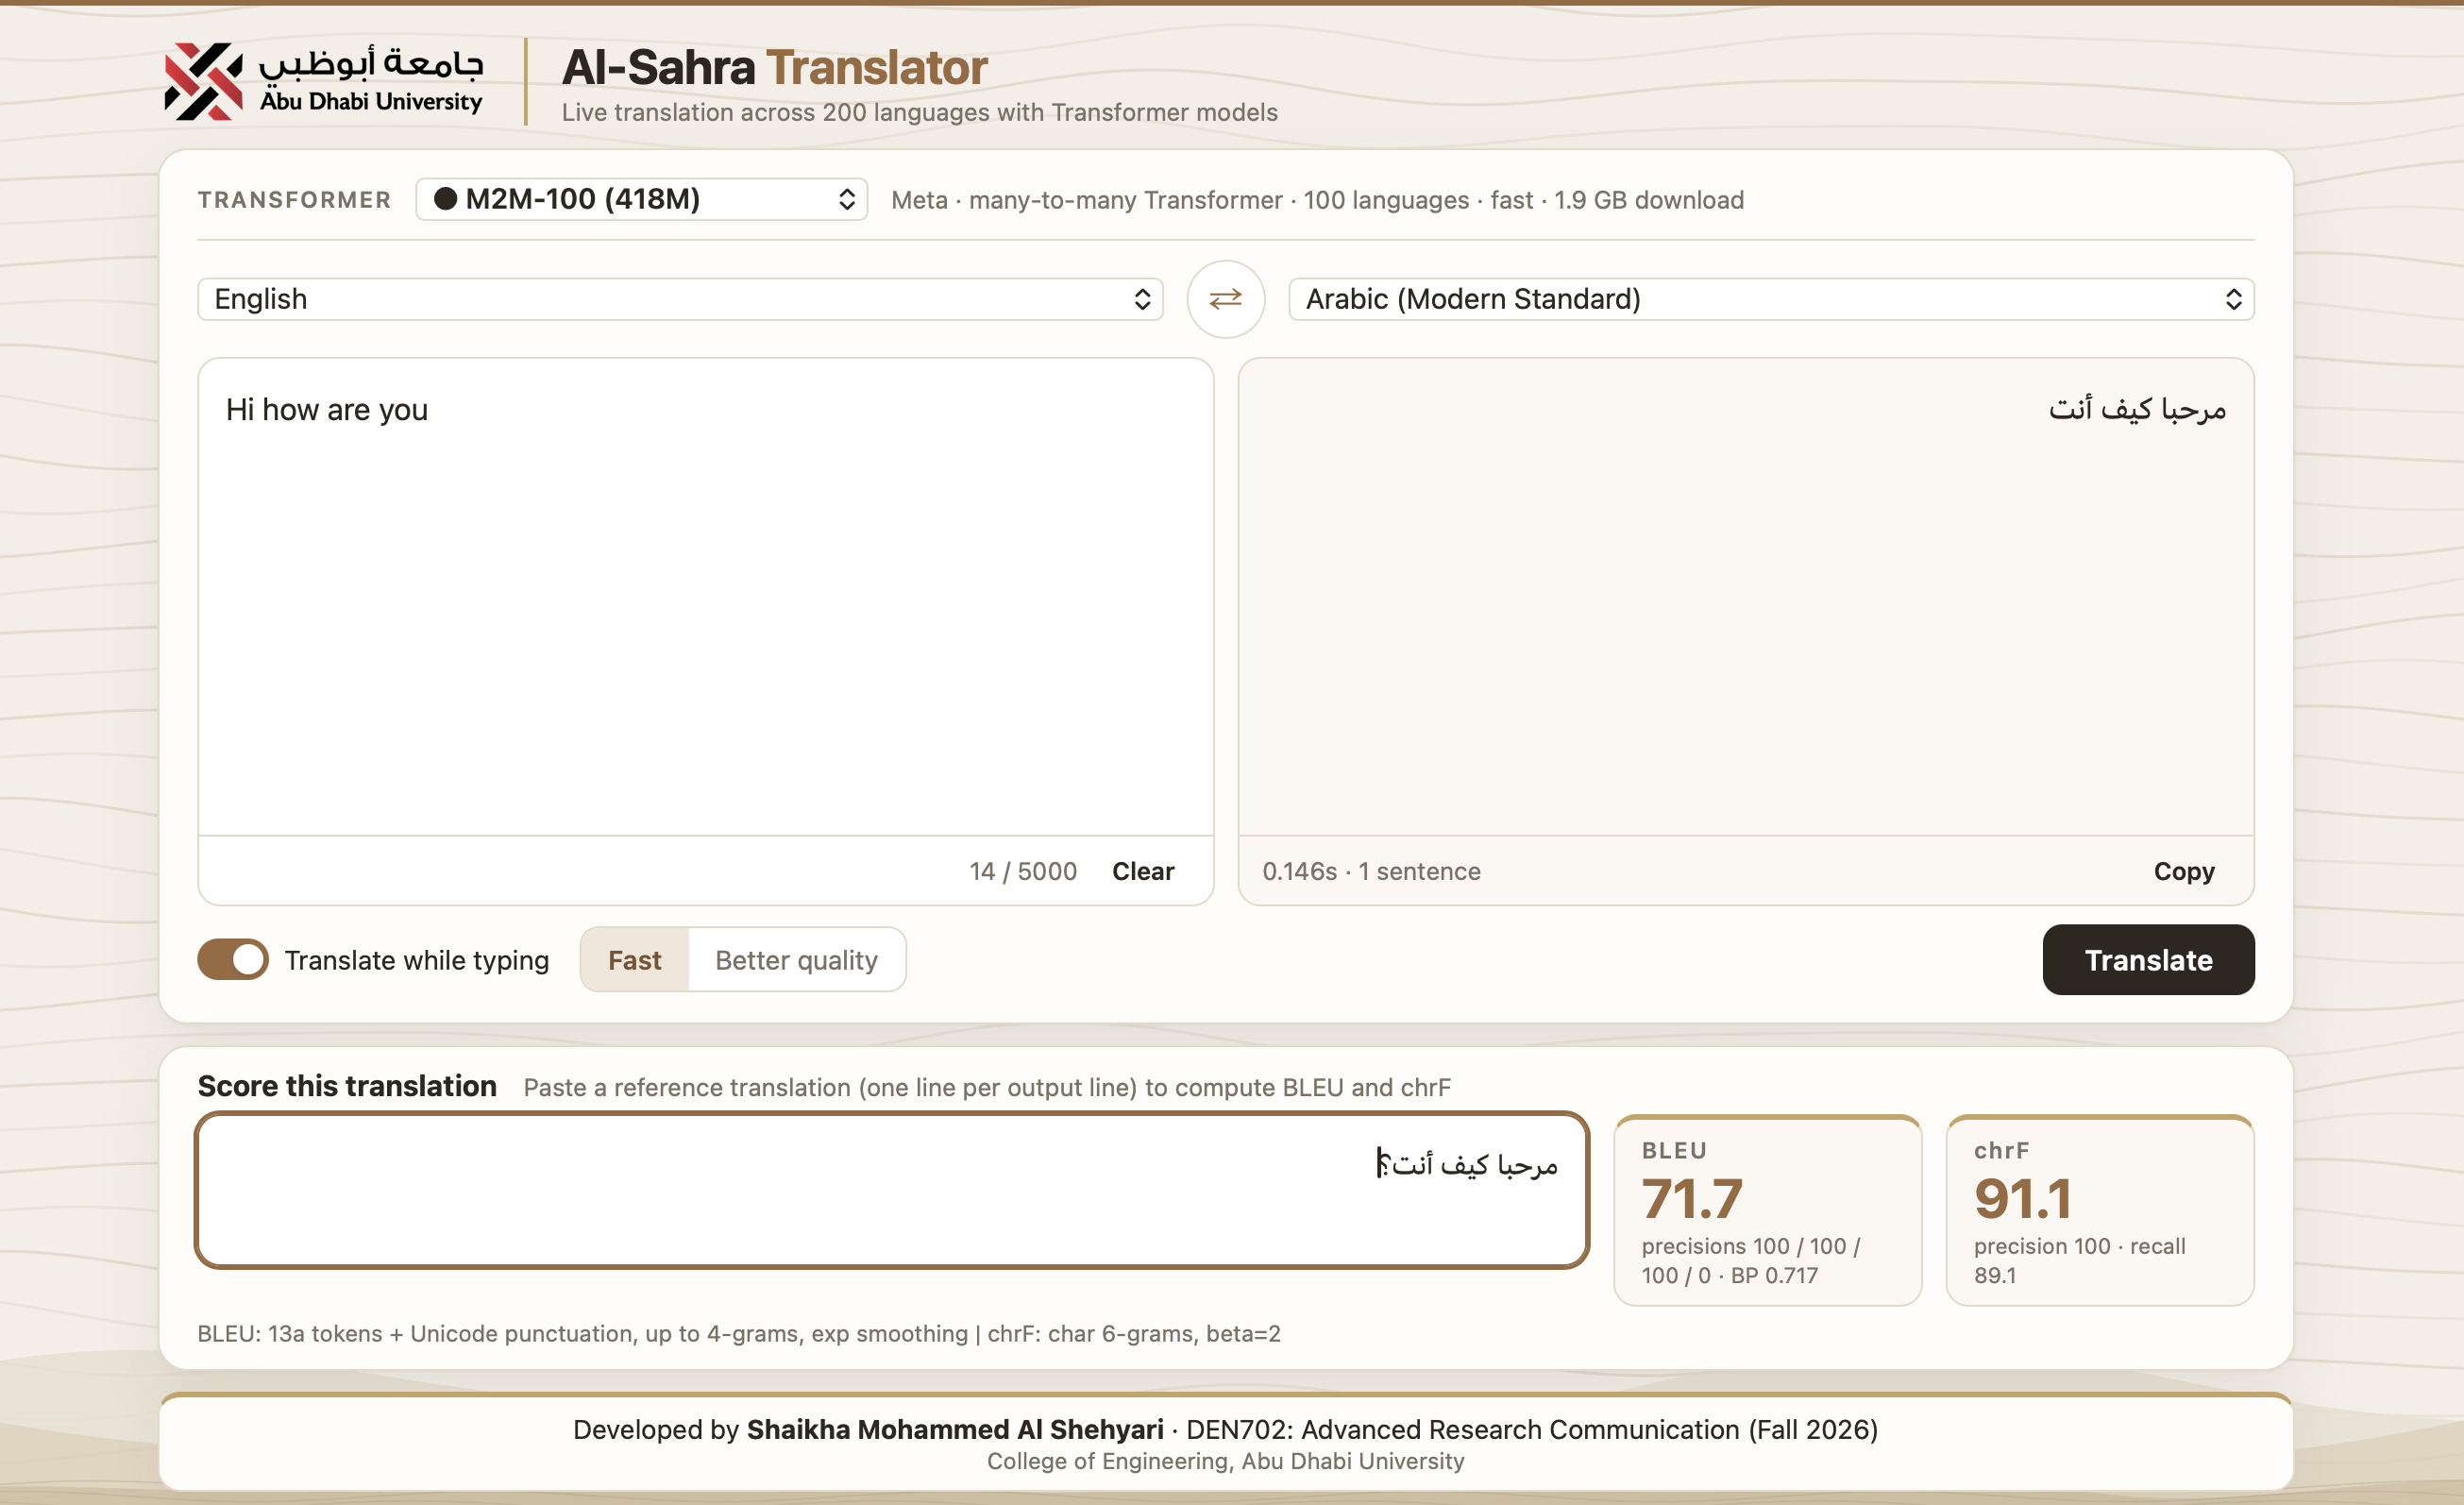 جامعة أبوظبي
Abu Dhabi University
Al-Sahra Translator
Live translation across 200 languages with Transformer models
TRANSFORMER
M2M-100 (418M)
Meta · many-to-many Transformer · 100 languages · fast · 1.9 GB download
English
Arabic (Modern Standard)
Hi how are you
مرحبا كيف أنت
14 / 5000
Clear
0.146s · 1 sentence
Copy
Translate while typing
Fast
Better quality
Translate
Score this translation
Paste a reference translation (one line per output line) to compute BLEU and chrF
مرحبا كيف أنت؟
BLEU
71.7
precisions 100 / 100 /
100 / 0 · BP 0.717
chrF
91.1
precision 100 · recall
89.1
BLEU: 13a tokens + Unicode punctuation, up to 4-grams, exp smoothing | chrF: char 6-grams, beta=2
Developed by Shaikha Mohammed Al Shehyari · DEN702: Advanced Research Communication (Fall 2026)
College of Engineering, Abu Dhabi University